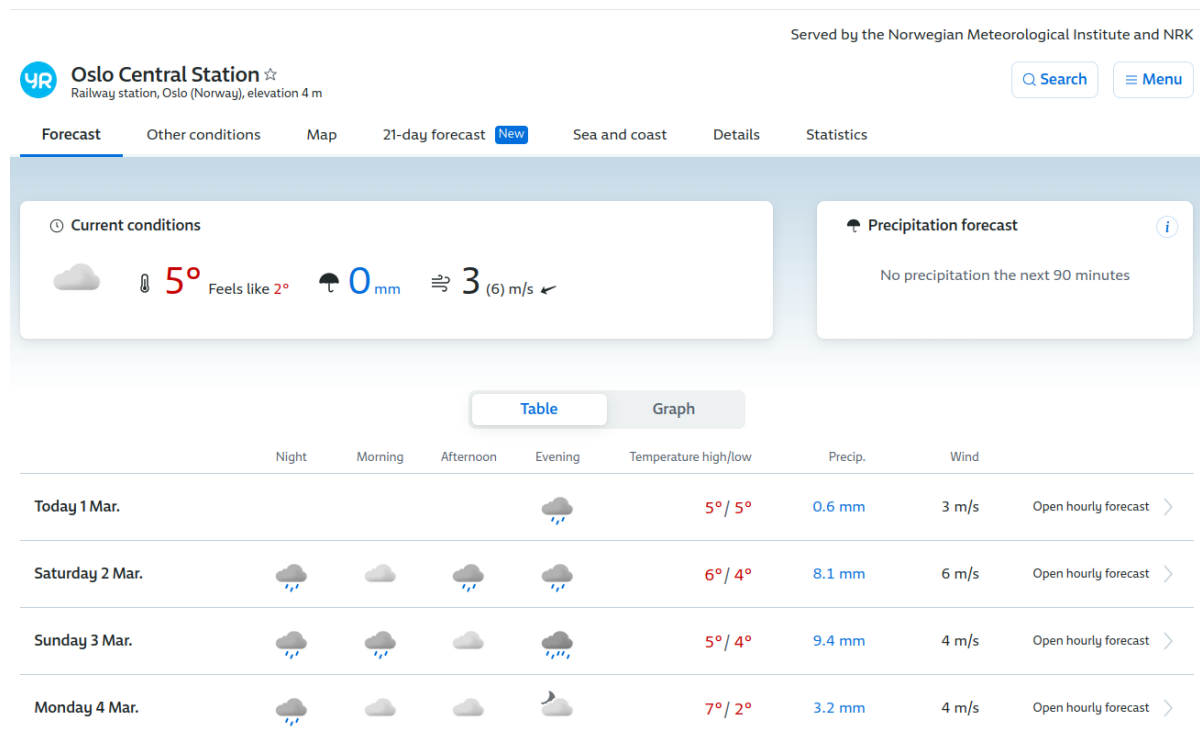 Served by the Norwegian Meteorological Institute and NRK
YR
Oslo Central Station
Railway station, Oslo (Norway), elevation 4 m
Search
Menu
Forecast Other conditions Map 21-day forecast New Sea and coast Details Statistics
Current conditions
5° Feels like 2° 0 mm 3 (6) m/s
Precipitation forecast i
No precipitation the next 90 minutes
Table Graph
Night Morning Afternoon Evening Temperature high/low Precip. Wind
Today 1 Mar. 5°/ 5° 0.6 mm 3 m/s Open hourly forecast
Saturday 2 Mar. 6°/ 4° 8.1 mm 6 m/s Open hourly forecast
Sunday 3 Mar. 5°/ 4° 9.4 mm 4 m/s Open hourly forecast
Monday 4 Mar. 7°/ 2° 3.2 mm 4 m/s Open hourly forecast